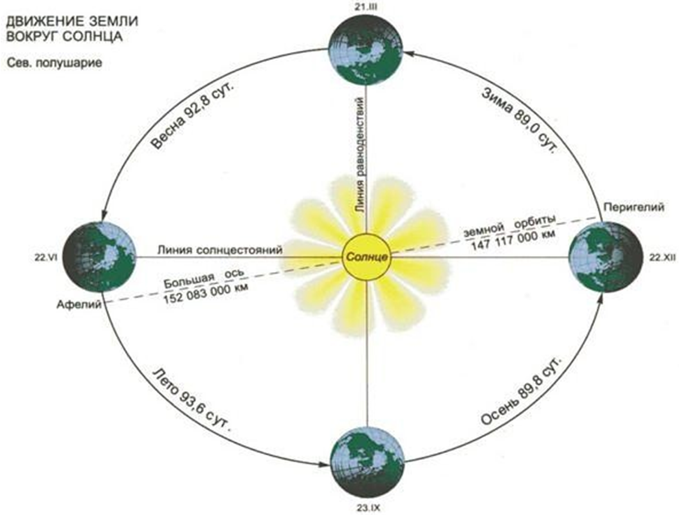 ДВИЖЕНИЕ ЗЕМЛИ
ВОКРУГ СОЛНЦА
Сев. полушарие
21.III
Весна 92,8 сут.
Зима 89,0 сут.
Линия равноденствий
Перигелий
земной орбиты
147 117 000 км
22.VI
Линия солнцестояний
Солнце
22.XII
Большая ось
152 083 000 км
Афелий
Лето 93,6 сут.
Осень 89,8 сут.
23.IX